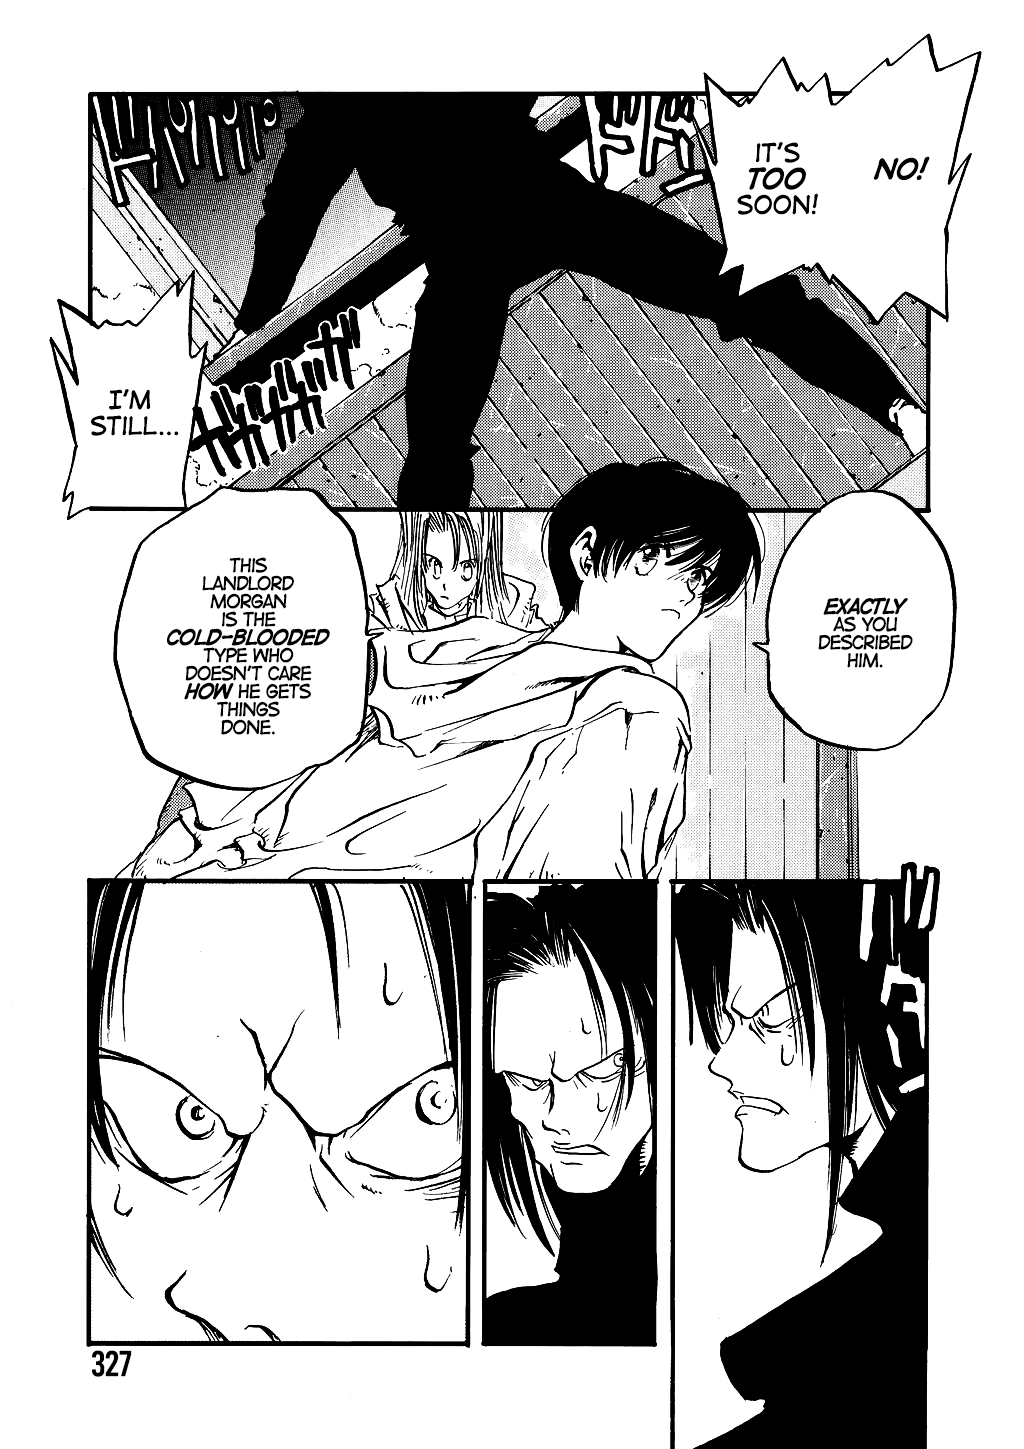 NO!
IT'S
TOO
SOON!
I'M
STILL...
EXACTLY
AS YOU
DESCRIBED
HIM.
THIS
LANDLORD
MORGAN
IS THE
COLD-BLOODED
TYPE WHO
DOESN'T CARE
HOW HE GETS
THINGS
DONE.
327